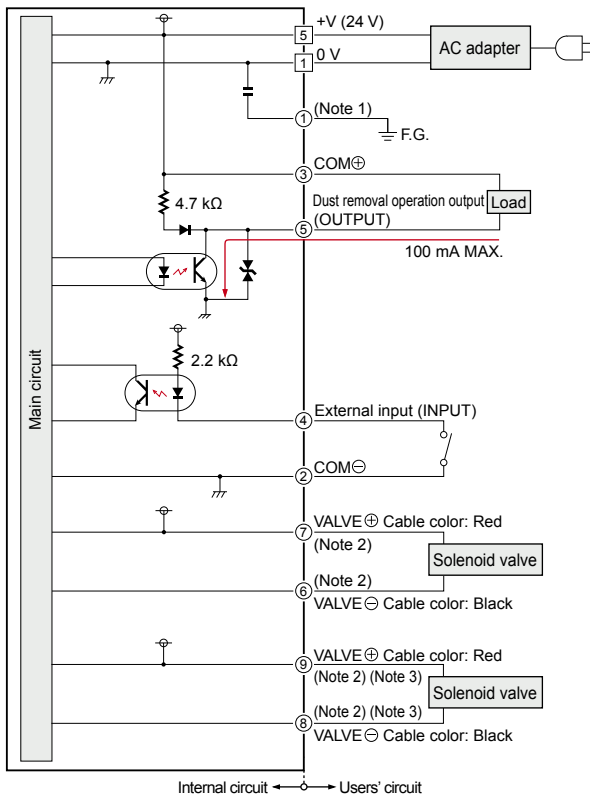 +V (24 V)
5
AC adapter
0 V
1
(Note 1)
1
F.G.
COM⊕
3
4.7 kΩ
Dust removal operation output
Load
5
(OUTPUT)
100 mA MAX.
Main circuit
2.2 kΩ
External input (INPUT)
4
COM⊖
2
VALVE⊕ Cable color: Red
7
(Note 2)
Solenoid valve
(Note 2)
6
VALVE⊖ Cable color: Black
VALVE⊕ Cable color: Red
9
(Note 2) (Note 3)
Solenoid valve
(Note 2) (Note 3)
8
VALVE⊖ Cable color: Black
Internal circuit
Users' circuit